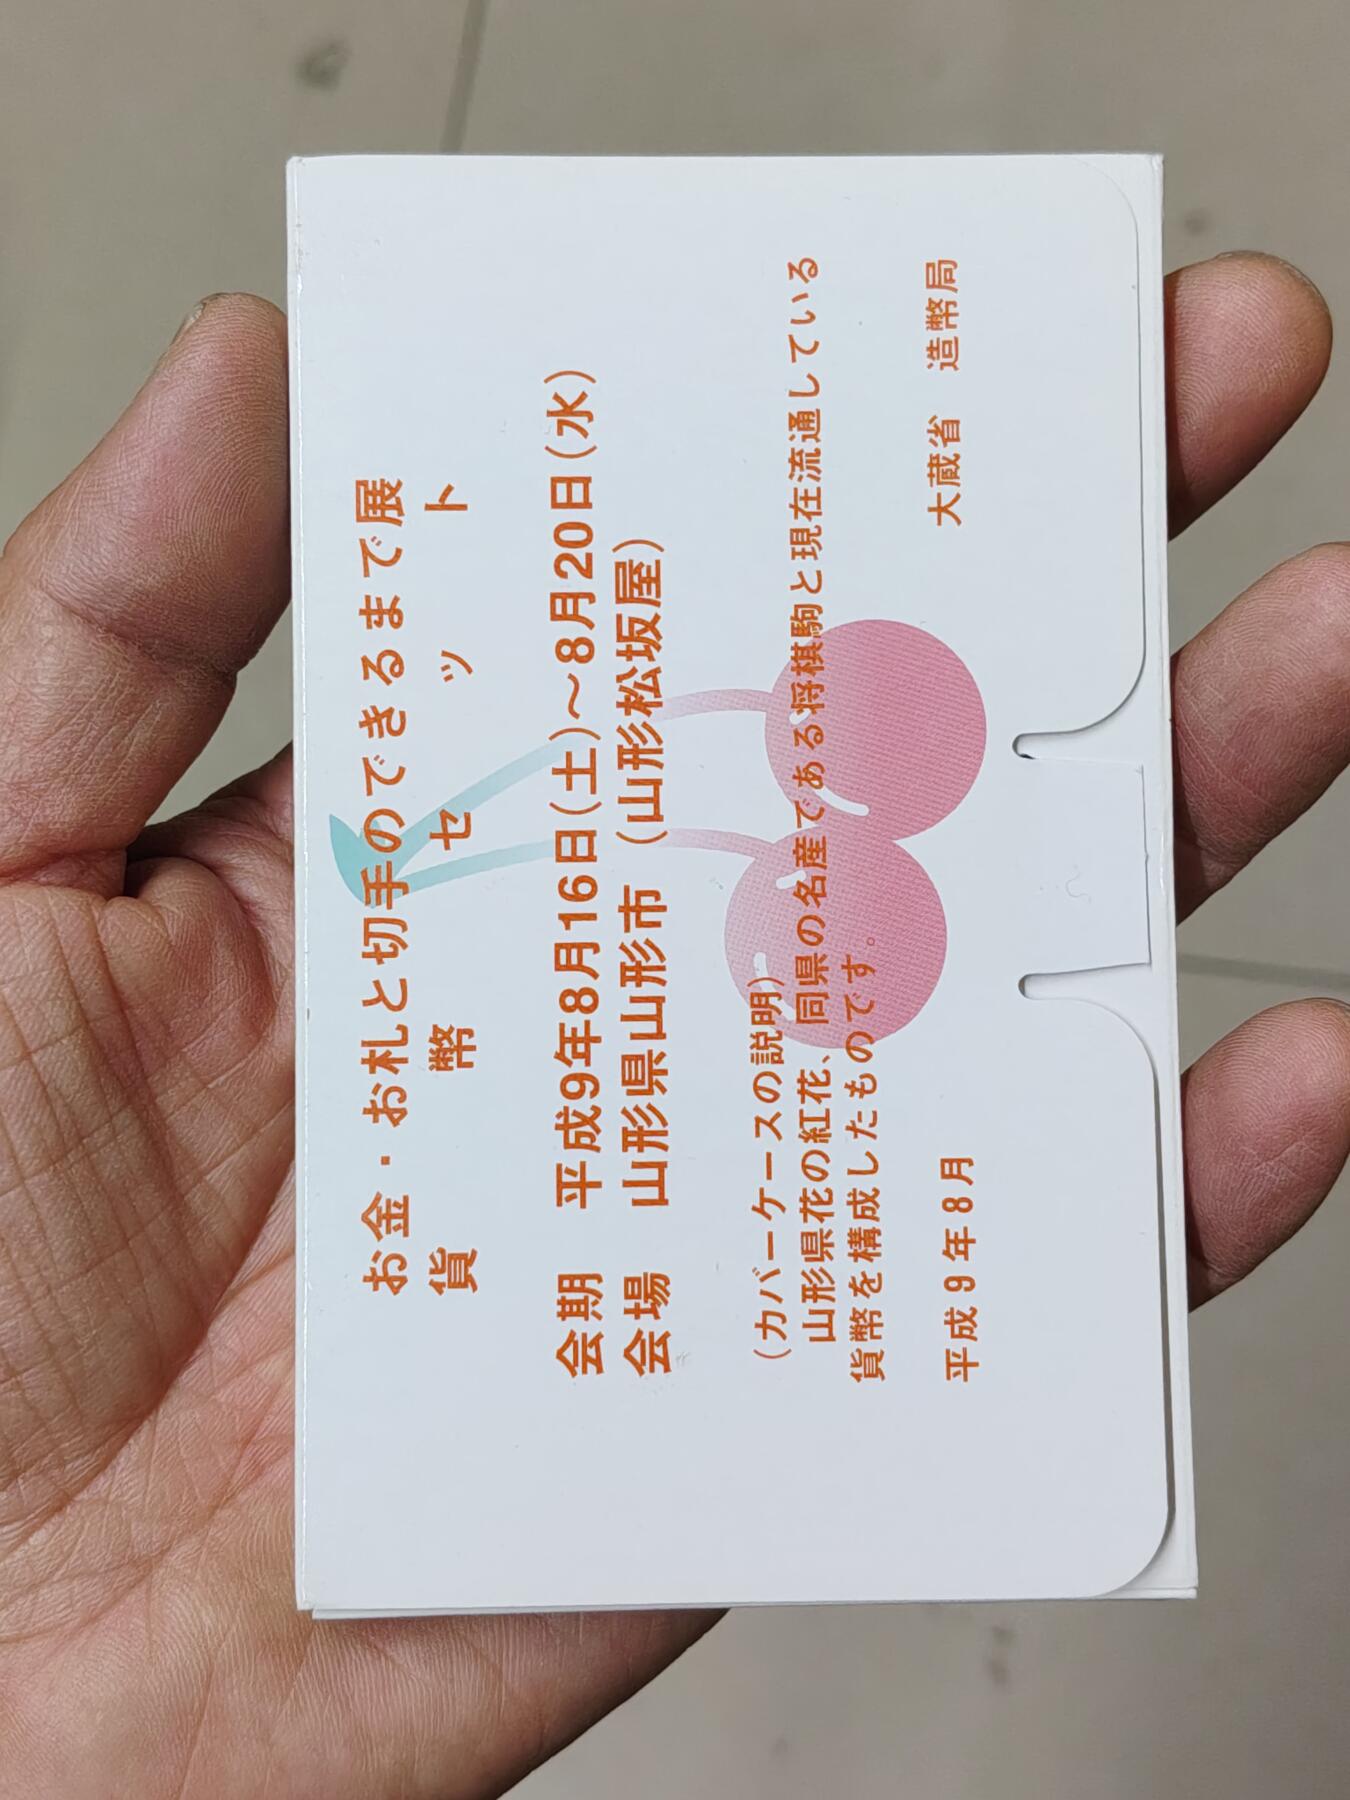 お金・お札と切手のできるまで展
貨幣セット
会期 平成9年8月16日(土)～8月20日(水)
会場 山形県山形市 (山形松坂屋)
(カバーケースの説明)
山形県花の紅花、同県の名産である将棋駒と現在流通している
貨幣を構成したものです。
平成9年8月 大蔵省 造幣局